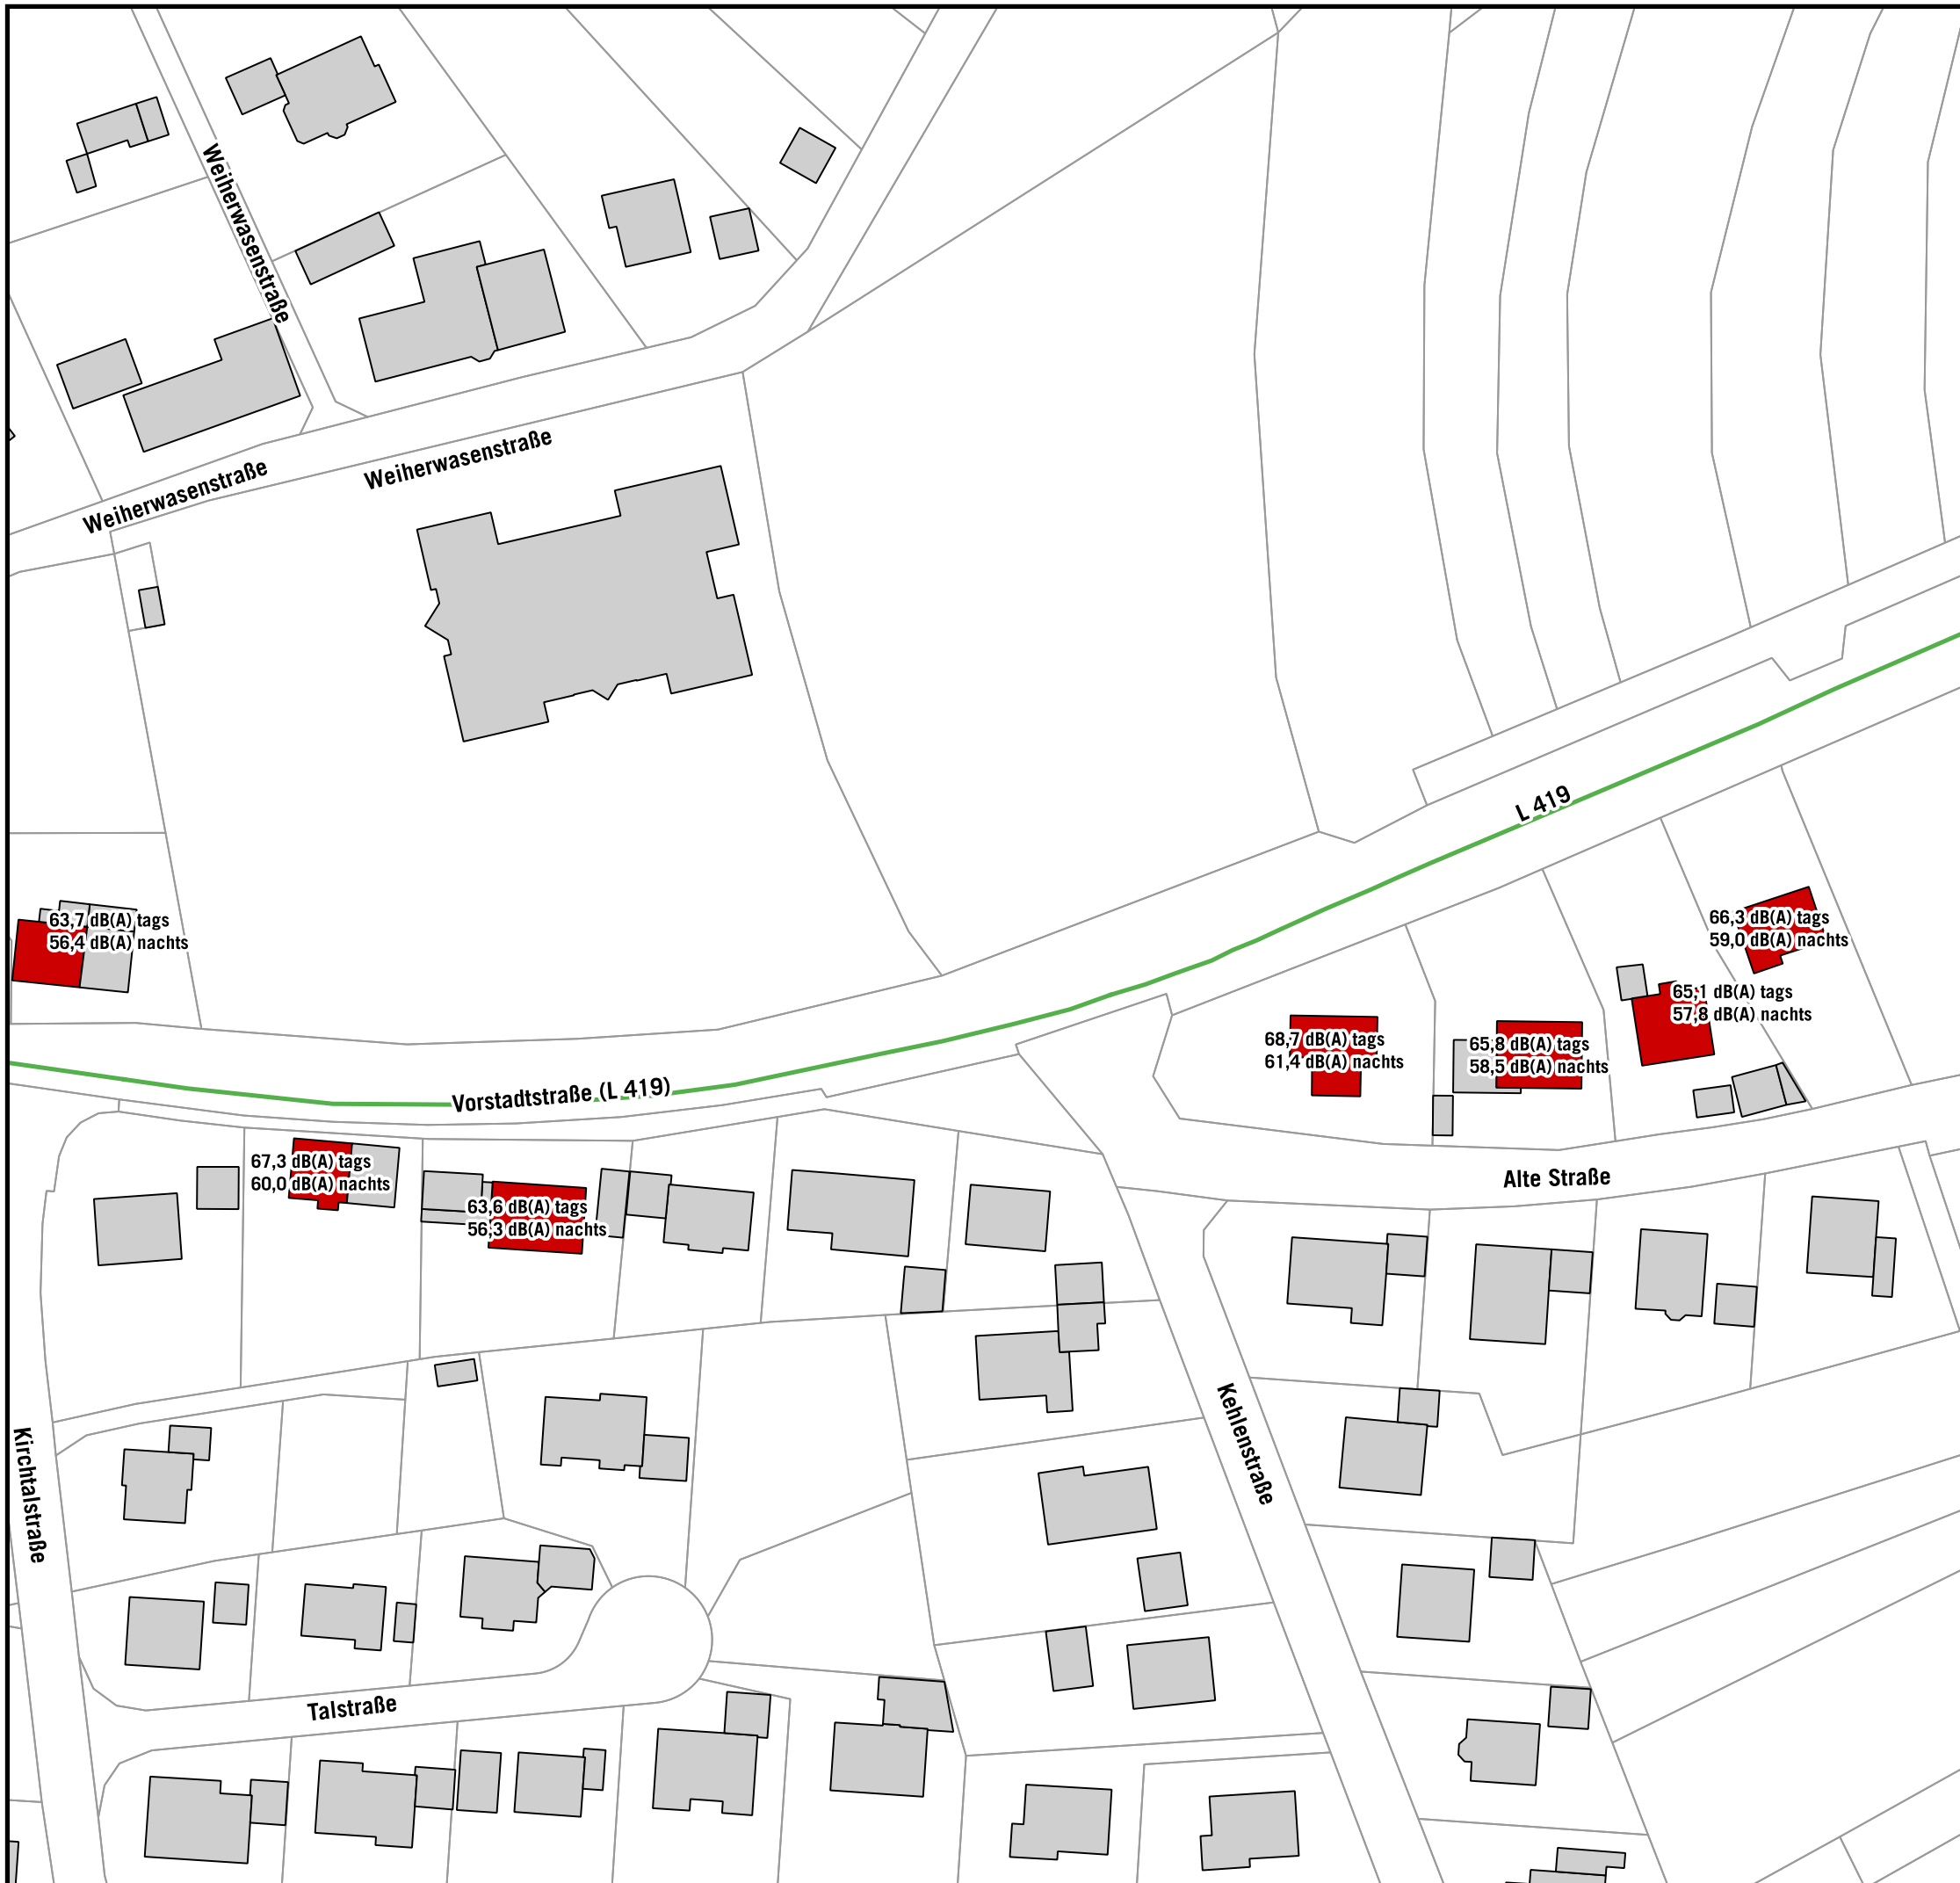 Weiherwasenstraße
Weiherwasenstraße
Weiherwasenstraße
L 419
63,7 dB(A) tags
56,4 dB(A) nachts
66,3 dB(A) tags
59,0 dB(A) nachts
65,1 dB(A) tags
57,8 dB(A) nachts
68,7 dB(A) tags
61,4 dB(A) nachts
65,8 dB(A) tags
58,5 dB(A) nachts
Vorstadtstraße (L 419)
67,3 dB(A) tags
60,0 dB(A) nachts
63,6 dB(A) tags
56,3 dB(A) nachts
Alte Straße
Kehlenstraße
Kirchtalstraße
Talstraße